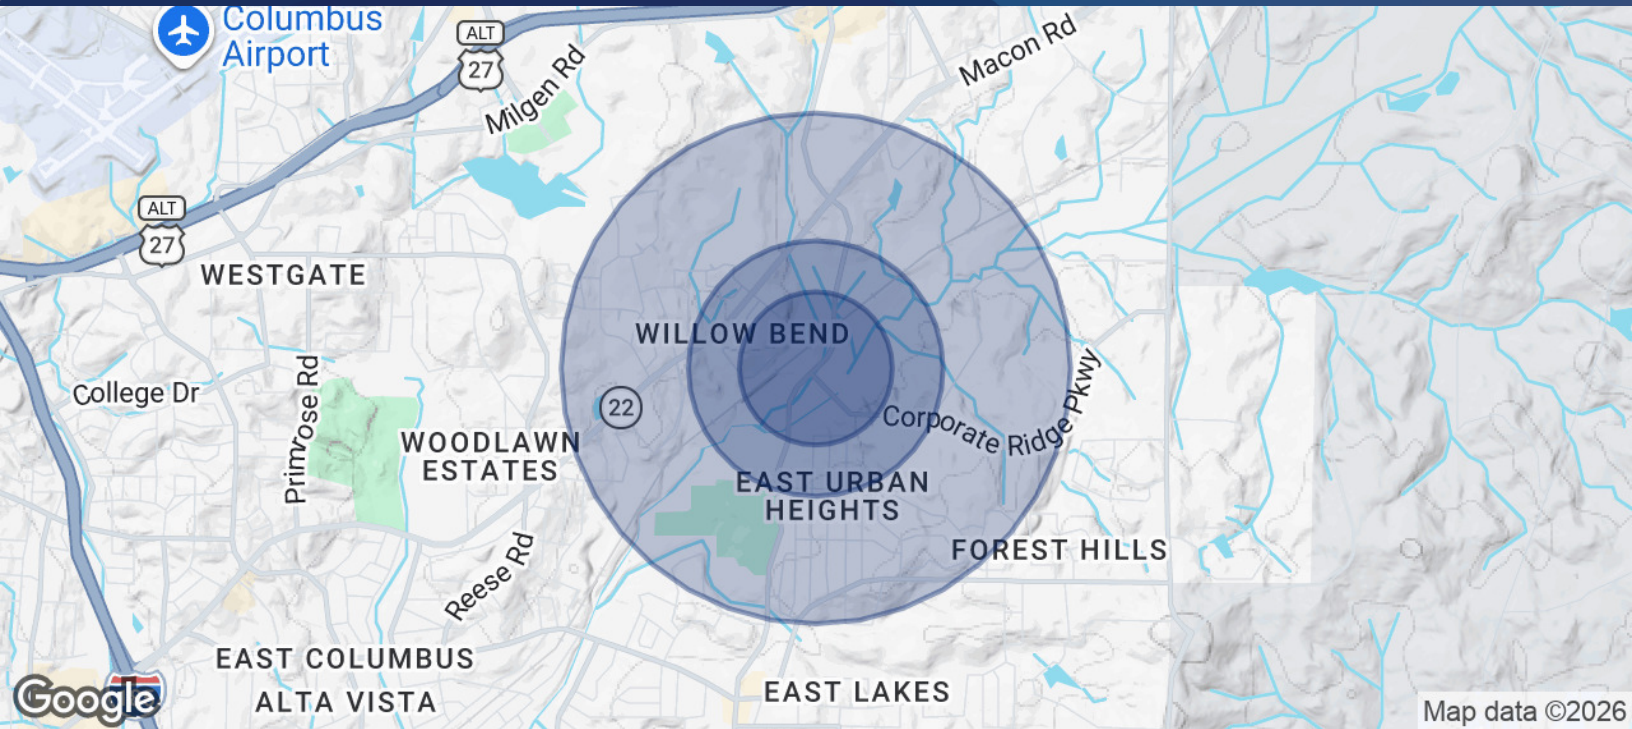 Columbus
Airport
ALT
27
Milgen Rd
Macon Rd
ALT
27
WESTGATE
WILLOW BEND
College Dr
Primrose Rd
22
Corporate Ridge Pkwy
WOODLAWN
ESTATES
EAST URBAN
HEIGHTS
FOREST HILLS
Reese Rd
EAST COLUMBUS
ALTA VISTA
EAST LAKES
Google
Map data ©2026